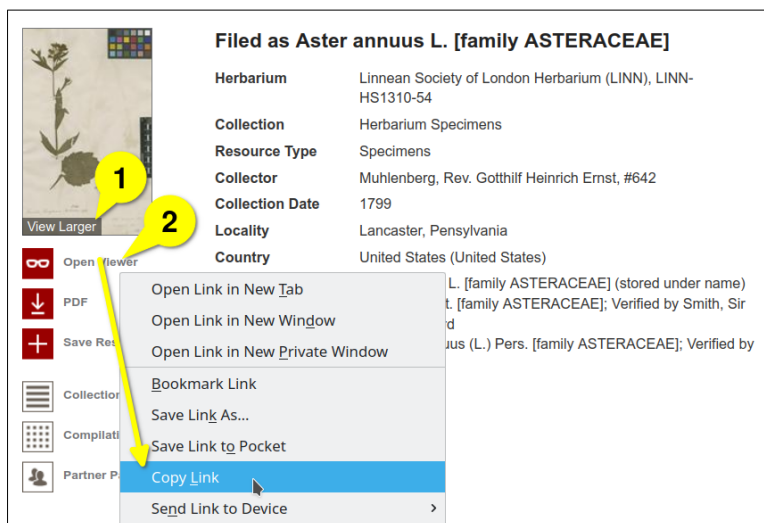 Filed as Aster annuus L. [family ASTERACEAE]
Herbarium Linnean Society of London Herbarium (LINN), LINN-
HS1310-54
Collection Herbarium Specimens
Resource Type Specimens
Collector Muhlenberg, Rev. Gotthilf Heinrich Ernst, #642
Collection Date 1799
Locality Lancaster, Pensylvania
Country United States (United States)
1
View Larger
2
Open Viewer
PDF
Save Res
Collection
Compilati
Partner P
L. [family ASTERACEAE] (stored under name)
t. [family ASTERACEAE]; Verified by Smith, Sir
rd
uus (L.) Pers. [family ASTERACEAE]; Verified by
Open Link in New Tab
Open Link in New Window
Open Link in New Private Window
Bookmark Link
Save Link As...
Save Link to Pocket
Copy Link
Send Link to Device